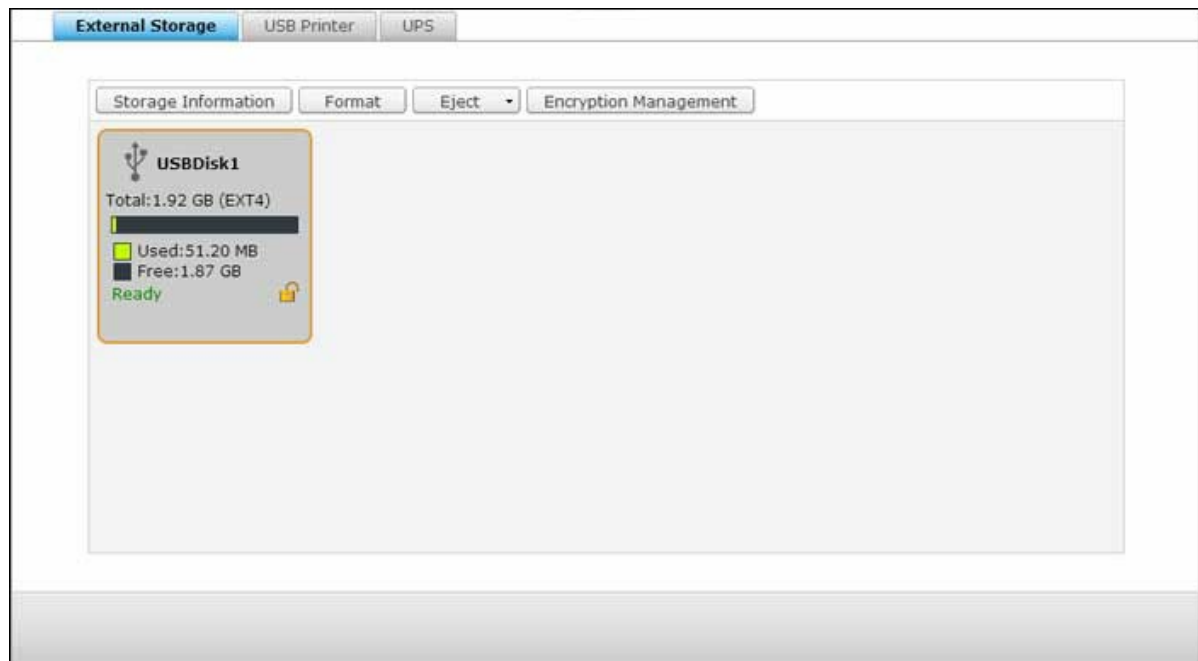 External Storage USB Printer UPS
Storage Information Format Eject Encryption Management
USBDisk1
Total:1.92 GB (EXT4)
Used:51.20 MB
Free:1.87 GB
Ready